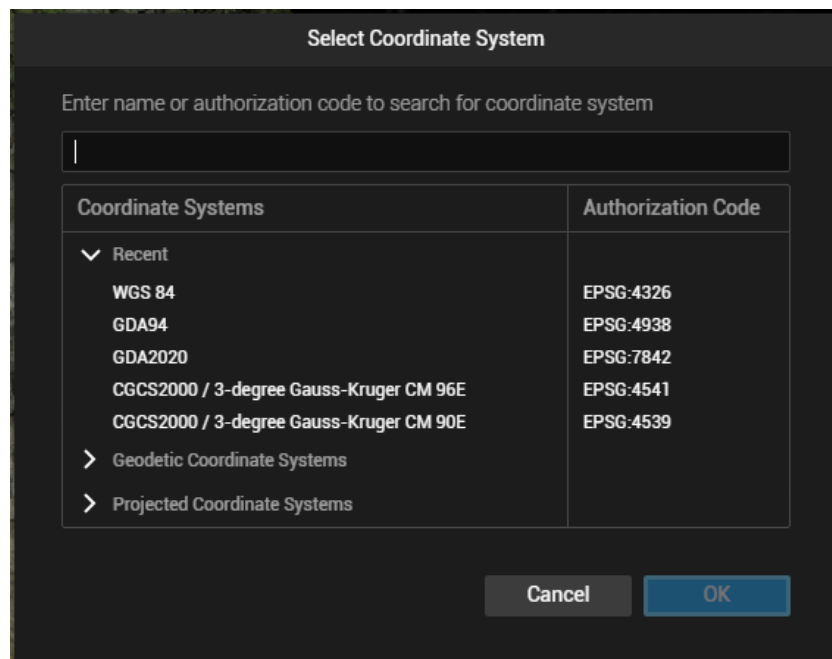 Select Coordinate System
Enter name or authorization code to search for coordinate system
Coordinate Systems Authorization Code
Recent
WGS 84 EPSG:4326
GDA94 EPSG:4938
GDA2020 EPSG:7842
CGCS2000 / 3-degree Gauss-Kruger CM 96E EPSG:4541
CGCS2000 / 3-degree Gauss-Kruger CM 90E EPSG:4539
Geodetic Coordinate Systems
Projected Coordinate Systems
Cancel OK